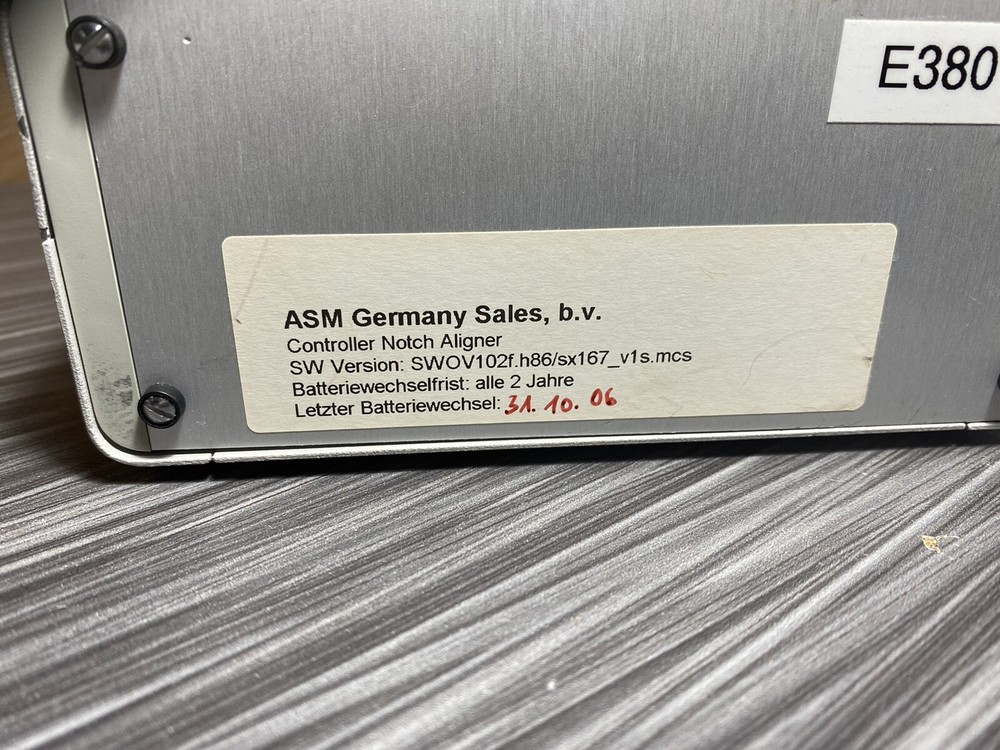 E380
ASM Germany Sales, b.v.
Controller Notch Aligner
SW Version: SWOV102f.h86/sx167_v1s.mcs
Batteriewechselfrist: alle 2 Jahre
Letzter Batteriewechsel: 31. 10. 06